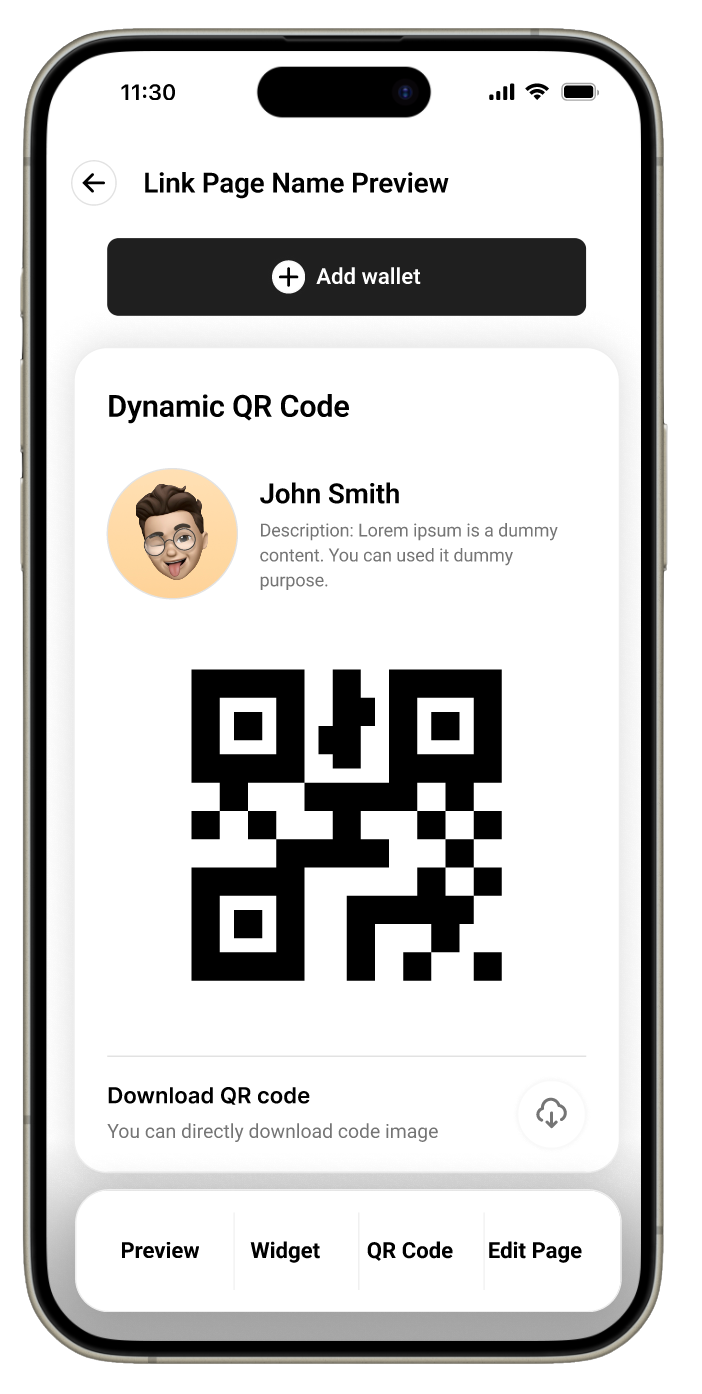 11:30
Link Page Name Preview
Add wallet
Dynamic QR Code
John Smith
Description: Lorem ipsum is a dummy
content. You can used it dummy
purpose.
Download QR code
You can directly download code image
Preview Widget QR Code Edit Page